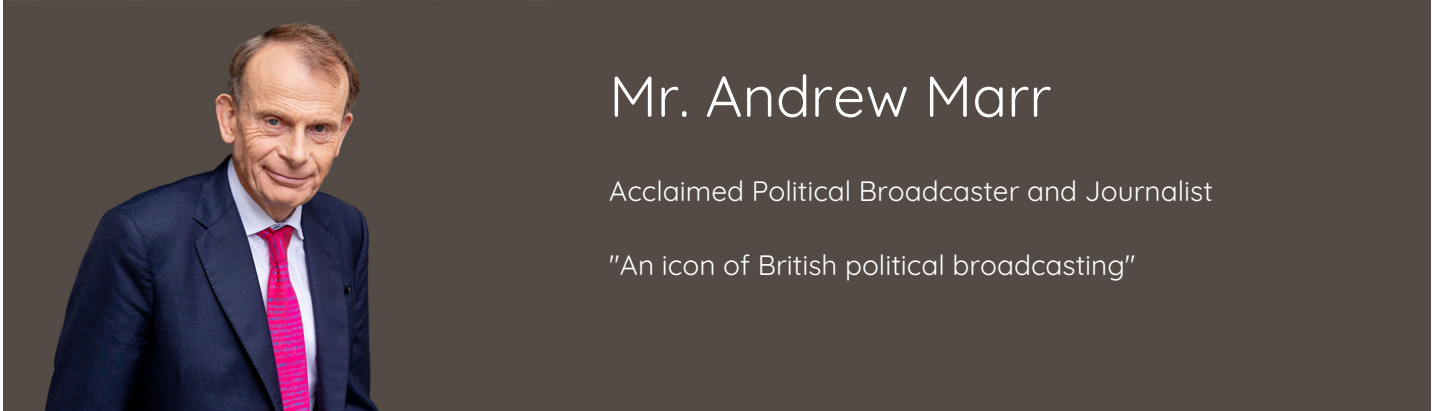 Mr. Andrew Marr
Acclaimed Political Broadcaster and Journalist
"An icon of British political broadcasting"